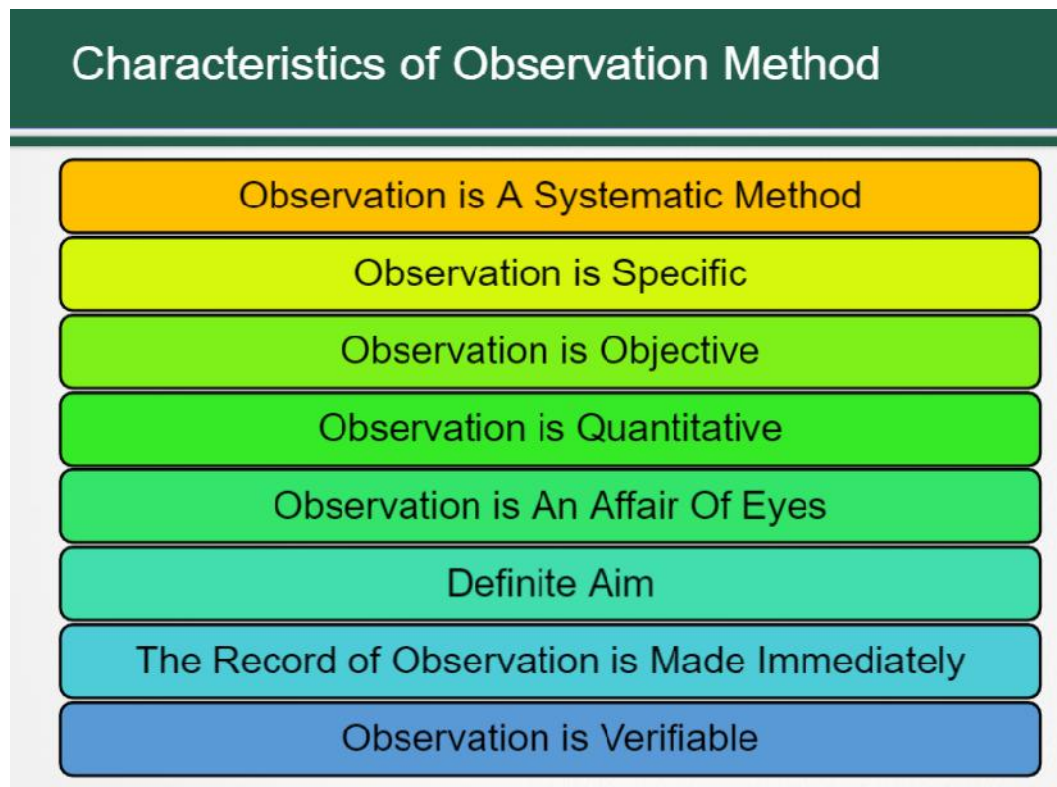 Characteristics of Observation Method
Observation is A Systematic Method
Observation is Specific
Observation is Objective
Observation is Quantitative
Observation is An Affair Of Eyes
Definite Aim
The Record of Observation is Made Immediately
Observation is Verifiable